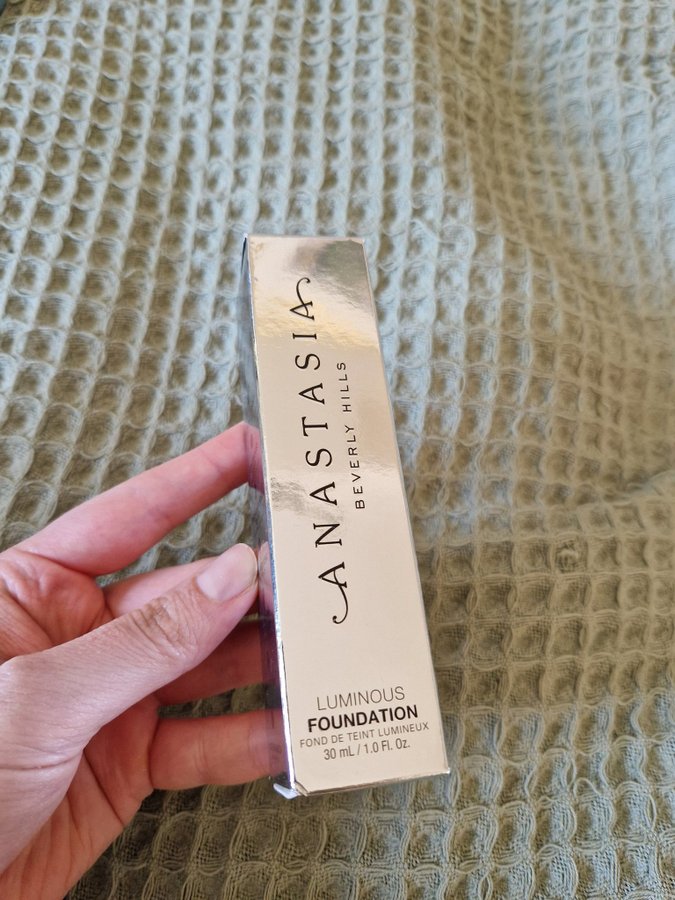 ANASTASIA
BEVERLY HILLS
LUMINOUS
FOUNDATION
FOND DE TEINT LUMINEUX
30 mL / 1.0 Fl. Oz.